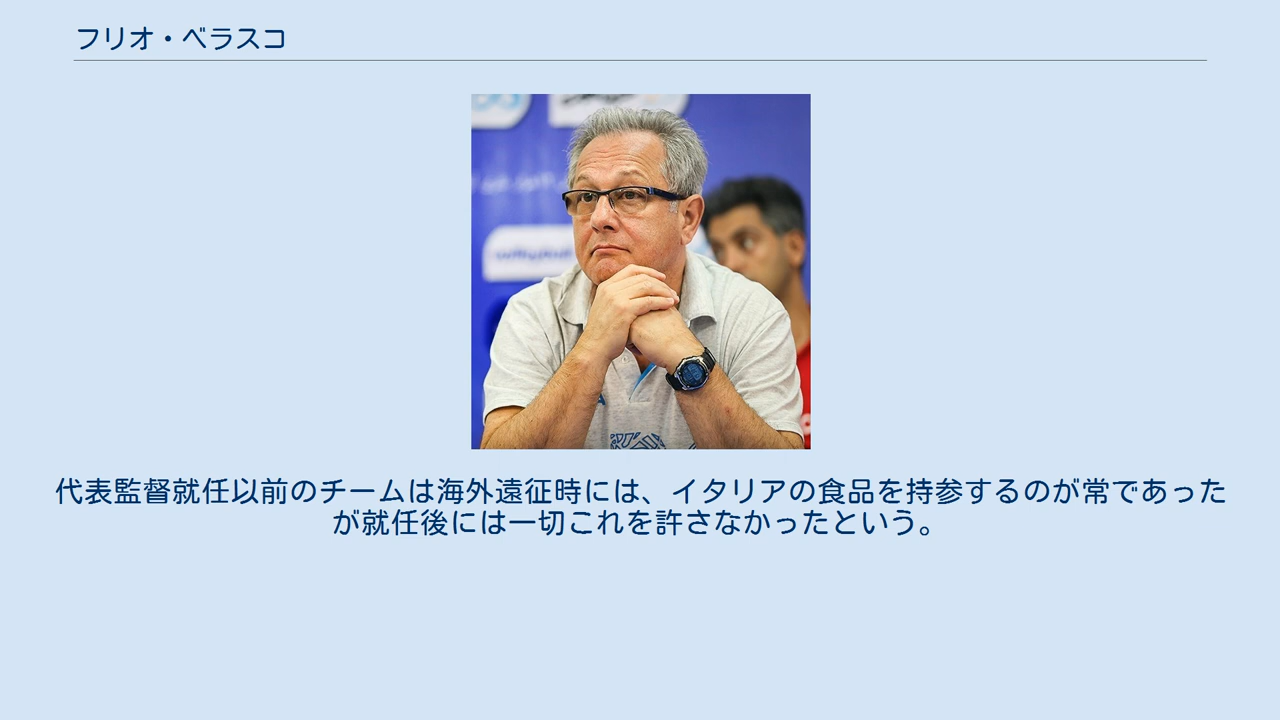 フリオ・ベラスコ
代表監督就任以前のチームは海外遠征時には、イタリアの食品を持参するのが常であった
が就任後には一切これを許さなかったという。